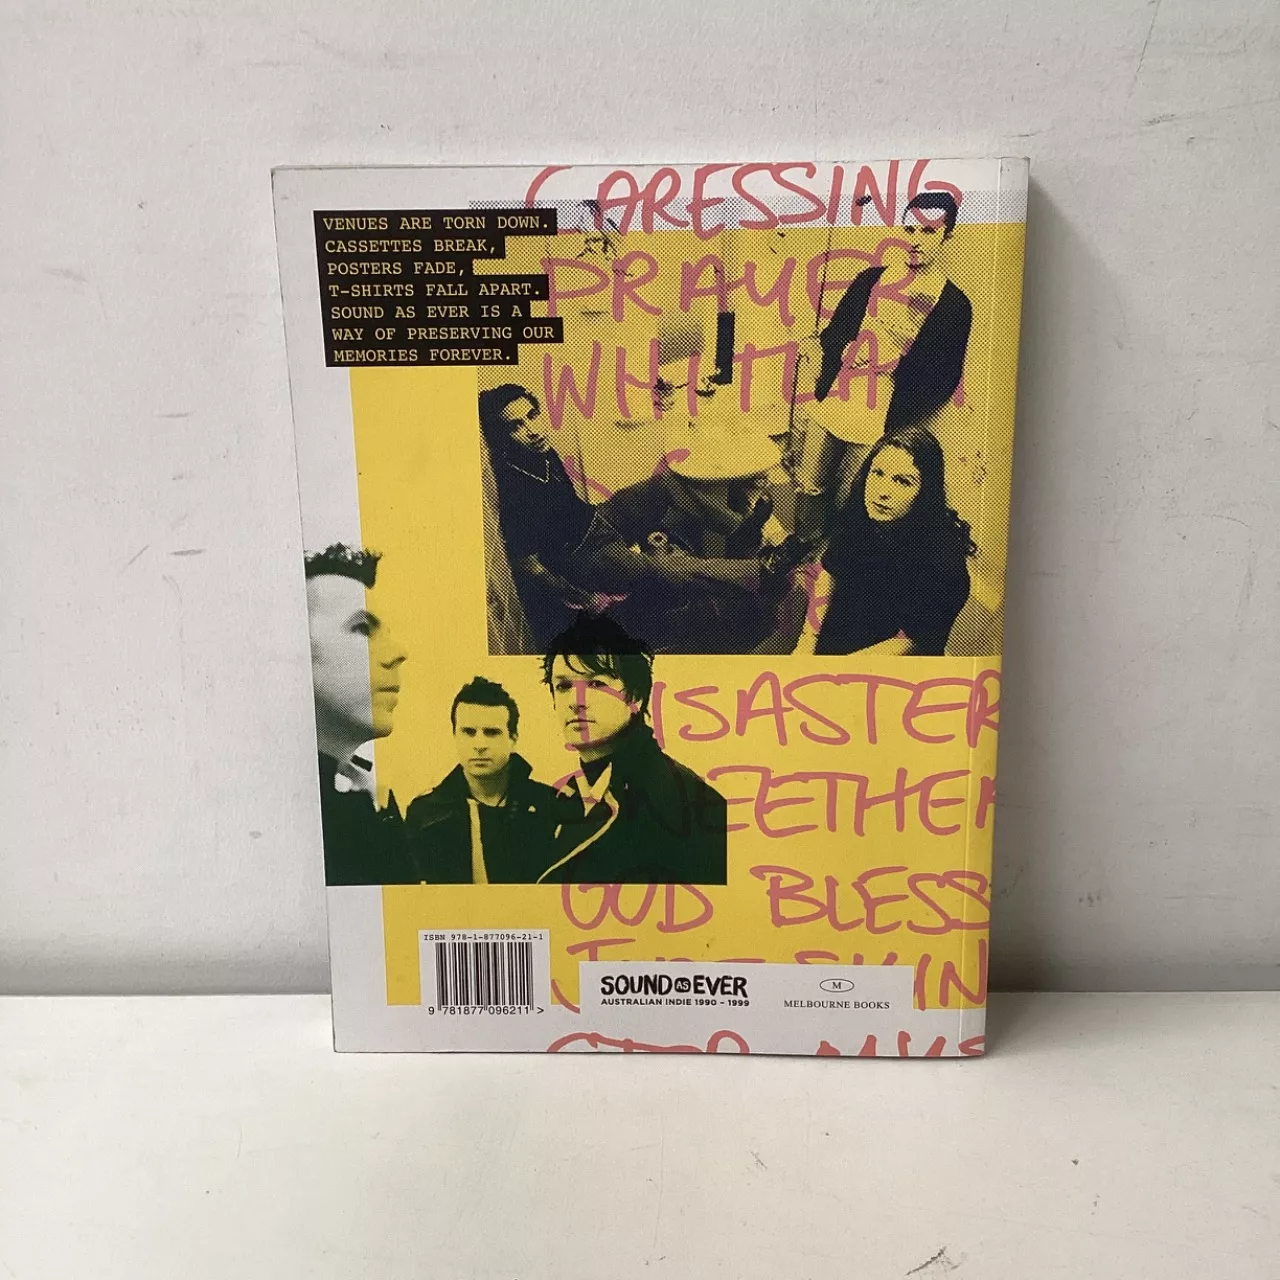 VENUES ARE TORN DOWN.
CASSETTES BREAK,
POSTERS FADE,
T-SHIRTS FALL APART.
SOUND AS EVER IS A
WAY OF PRESERVING OUR
MEMORIES FOREVER.
CARESSING
PRAYER
WHITLAM
DISASTER
GOD BLESS
ISBN 978-1-877096-21-1
9 781877 096211 >
SOUND AS EVER
AUSTRALIAN INDIE 1990 - 1999
M
MELBOURNE BOOKS